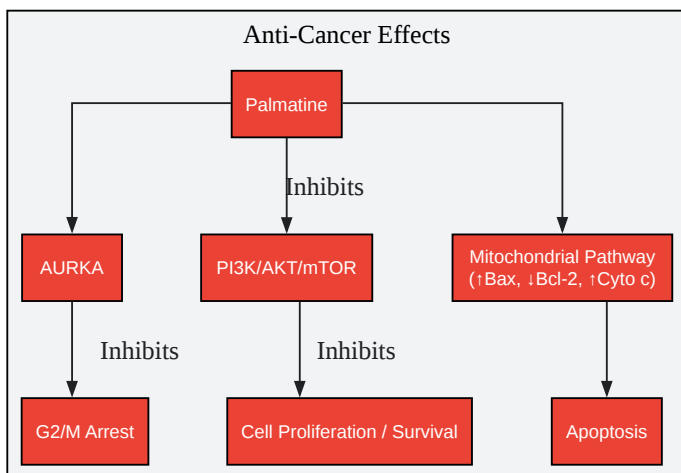 Anti-Cancer Effects
Palmatine
Inhibits
AURKA
PI3K/AKT/mTOR
Mitochondrial Pathway
(↑Bax, ↓Bcl-2, ↑Cyto c)
Inhibits
Inhibits
G2/M Arrest
Cell Proliferation / Survival
Apoptosis